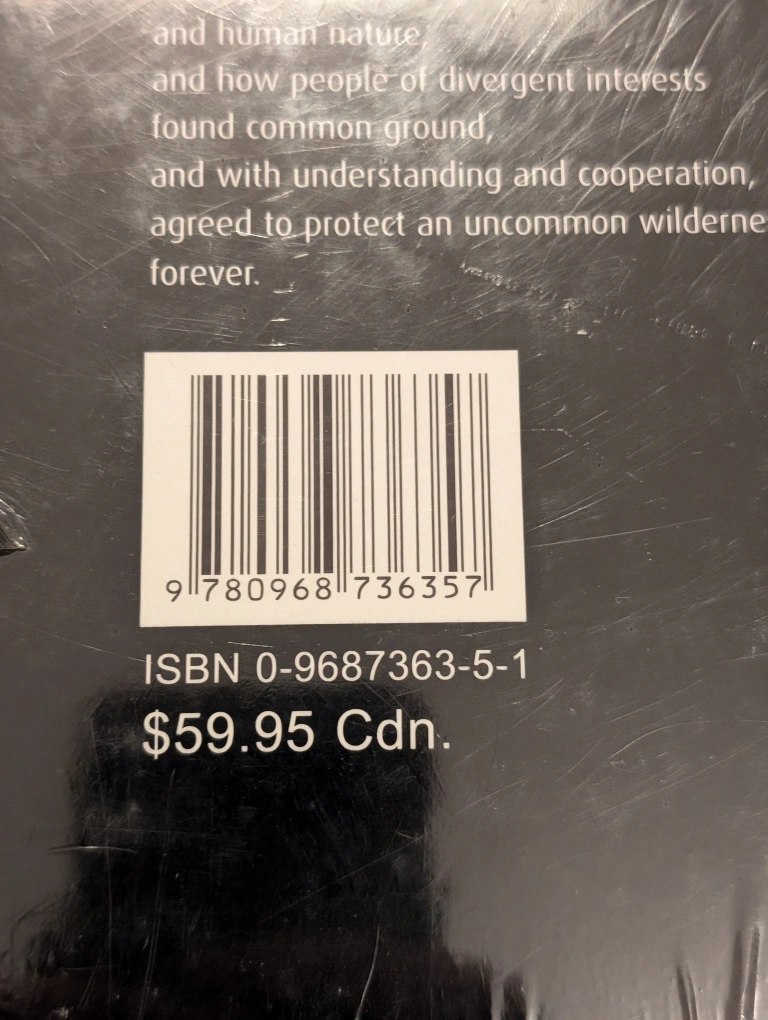 and human nature,
and how people of divergent interests
found common ground,
and with understanding and cooperation,
agreed to protect an uncommon wilderne
forever.
9 780968 736357
ISBN 0-9687363-5-1
$59.95 Cdn.